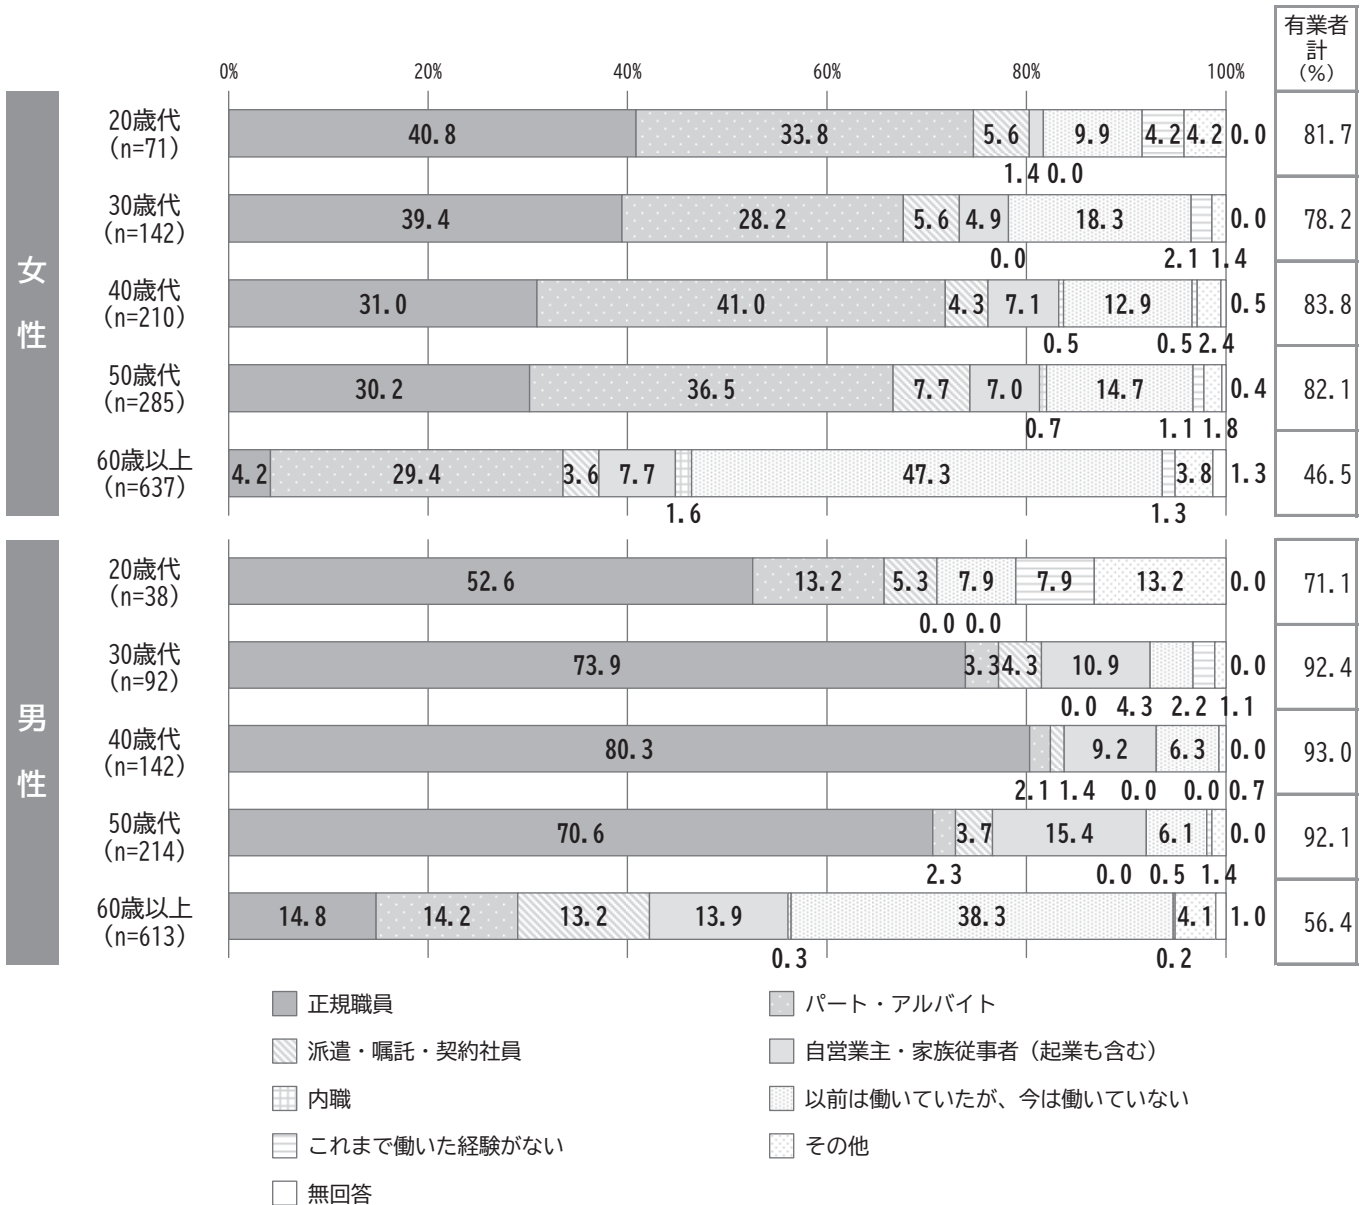 有業者
計
（%）
0% 20% 40% 60% 80% 100%
女性
20歳代
（n=71）
40.8 33.8 5.6 9.9 4.2 4.2 0.0 81.7
1.4 0.0
30歳代
（n=142）
39.4 28.2 5.6 4.9 18.3 0.0 78.2
0.0 2.1 1.4
40歳代
（n=210）
31.0 41.0 4.3 7.1 12.9 0.5 83.8
0.5 0.5 2.4
50歳代
（n=285）
30.2 36.5 7.7 7.0 14.7 0.4 82.1
0.7 1.1 1.8
60歳以上
（n=637）
4.2 29.4 3.6 7.7 47.3 3.8 1.3 46.5
1.6 1.3
男性
20歳代
（n=38）
52.6 13.2 5.3 7.9 7.9 13.2 0.0 71.1
0.0 0.0
30歳代
（n=92）
73.9 3.3 4.3 10.9 0.0 92.4
0.0 4.3 2.2 1.1
40歳代
（n=142）
80.3 9.2 6.3 0.0 93.0
2.1 1.4 0.0 0.0 0.7
50歳代
（n=214）
70.6 3.7 15.4 6.1 0.0 92.1
2.3 0.0 0.5 1.4
60歳以上
（n=613）
14.8 14.2 13.2 13.9 38.3 4.1 1.0 56.4
0.3 0.2
正規職員
パート・アルバイト
派遣・嘱託・契約社員
自営業主・家族従事者（起業も含む）
内職
以前は働いていたが、今は働いていない
これまで働いた経験がない
その他
無回答